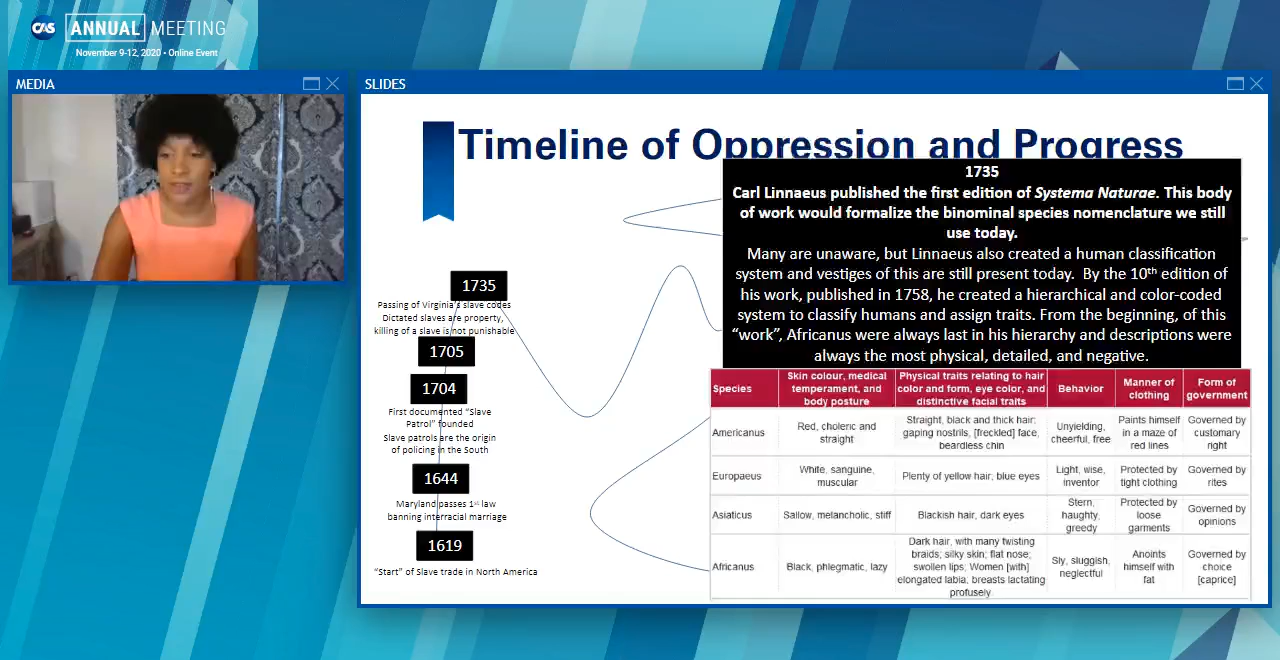 CAS ANNUAL MEETING
November 9-12, 2020 • Online Event
MEDIA
SLIDES
Timeline of Oppression and Progress
1735
Carl Linnaeus published the first edition of Systema Naturae. This body
of work would formalize the binominal species nomenclature we still
use today.
Many are unaware, but Linnaeus also created a human classification
system and vestiges of this are still present today. By the 10th edition of
his work, published in 1758, he created a hierarchical and color-coded
system to classify humans and assign traits. From the beginning, of this
“work”, Africanus were always last in his hierarchy and descriptions were
always the most physical, detailed, and negative.
1735
Passing of Virginia's slave codes
Dictated slaves are property,
killing of a slave is not punishable
1705
1704
First documented “Slave
Patrol” founded
Slave patrols are the origin
of policing in the South
1644
Maryland passes 1st law
banning interracial marriage
1619
“Start” of Slave trade in North America
Species
Skin colour, medical
temperament, and
body posture
Physical traits relating to hair
color and form, eye color, and
distinctive facial traits
Behavior
Manner of
clothing
Form of
government
Americanus
Red, choleric and
straight
Straight, black and thick hair;
gaping nostrils, [freckled] face,
beardless chin
Unyielding,
cheerful, free
Paints himself
in a maze of
red lines
Governed by
customary
right
Europaeus
White, sanguine,
muscular
Plenty of yellow hair; blue eyes
Light, wise,
inventor
Protected by
tight clothing
Governed by
rites
Asiaticus
Sallow, melancholic, stiff
Blackish hair, dark eyes
Stern,
haughty,
greedy
Protected by
loose
garments
Governed by
opinions
Africanus
Black, phlegmatic, lazy
Dark hair, with many twisting
braids; silky skin; flat nose;
swollen lips; Women [with]
elongated labia; breasts lactating
profusely.
Sly, sluggish,
neglectful
Anoints
himself with
fat
Governed by
choice
[caprice]